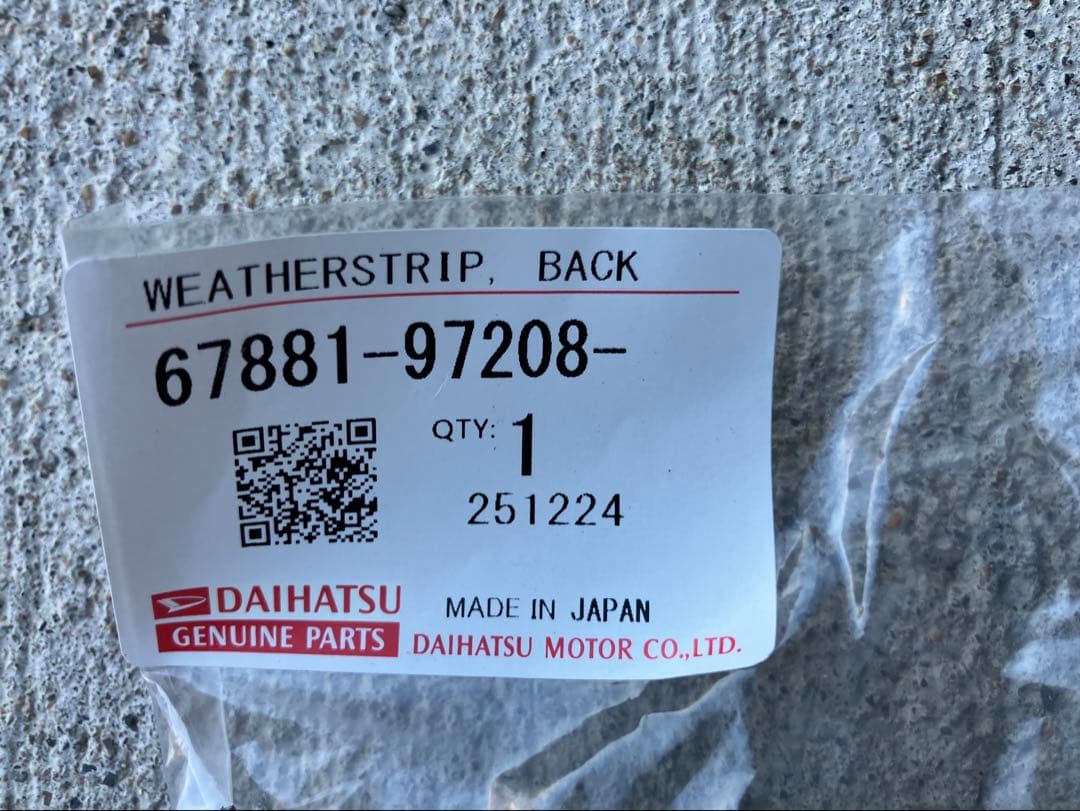 WEATHERSTRIP, BACK
67881-97208-
QTY: 1
251224
DAIHATSU
GENUINE PARTS
MADE IN JAPAN
DAIHATSU MOTOR CO.,LTD.